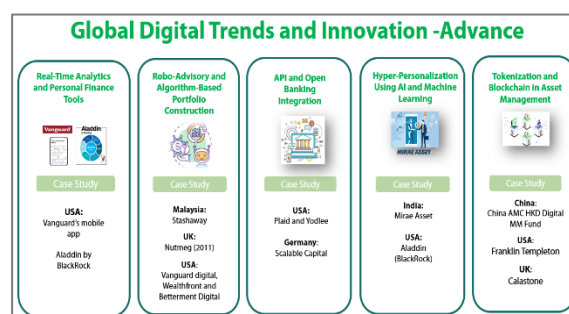 Global Digital Trends and Innovation -Advance
Real-Time Analytics
and Personal Finance
Tools
Vanguard
Aladdin
Case Study
USA:
Vanguard's mobile
app
Aladdin by
BlackRock
Robo-Advisory and
Algorithm-Based
Portfolio
Construction
Case Study
Malaysia:
Stashaway
UK:
Nutmeg (2011)
USA:
Vanguard digital,
Wealthfront and
Betterment Digital
API and Open
Banking
Integration
Case Study
USA:
Plaid and Yodlee
Germany:
Scalable Capital
Hyper-Personalization
Using AI and Machine
Learning
MIRAE ASSET
Case Study
India:
Mirae Asset
USA:
Aladdin
(BlackRock)
Tokenization and
Blockchain in Asset
Management
Case Study
China:
China AMC HKD Digital
MM Fund
USA:
Franklin Templeton
UK:
Calastone